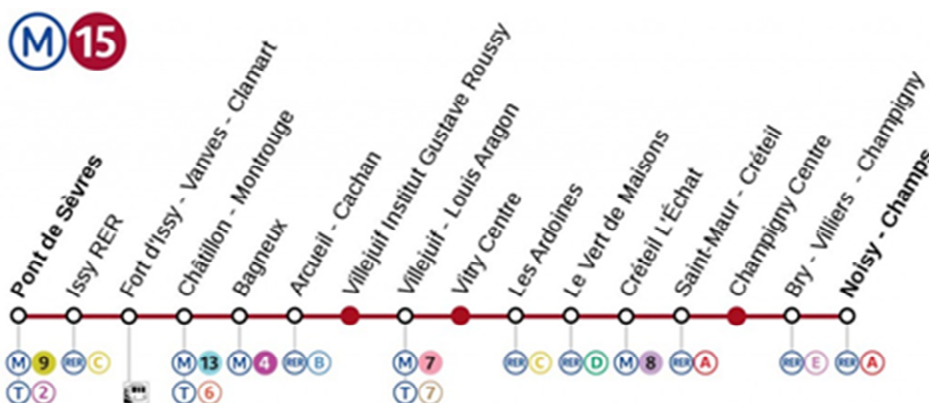 M 15
Pont de Sèvres
Issy RER
Fort d'Issy - Vanves - Clamart
Châtillon - Montrouge
Bagneux
Arcueil - Cachan
Villejuif Institut Gustave Roussy
Villejuif - Louis Aragon
Vitry Centre
Les Ardoines
Le Vert de Maisons
Créteil L'Échat
Saint-Maur - Créteil
Champigny Centre
Bry - Villiers - Champigny
Noisy - Champs
M 9
RER C
M 13
M 4
RER B
M 7
RER C
RER D
M 8
RER A
RER E
RER A
T 2
T 6
T 7